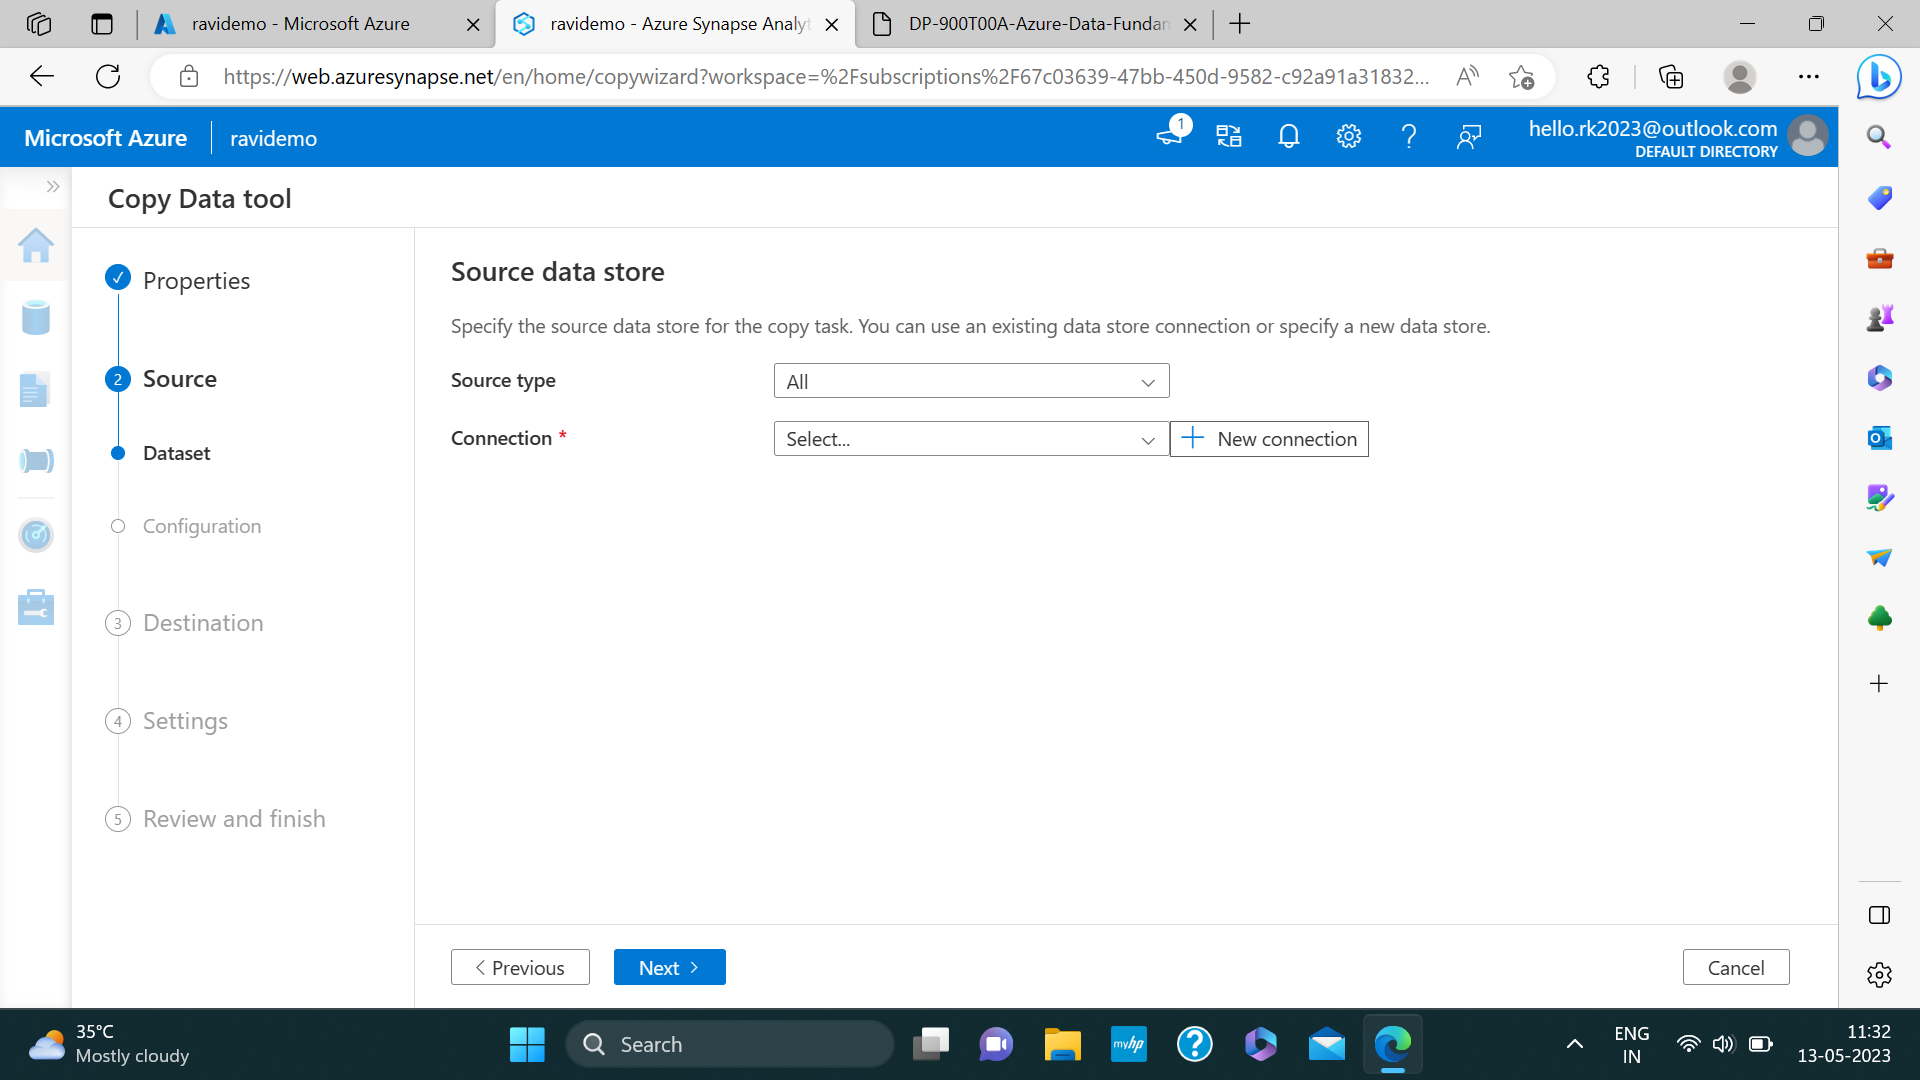 ravidemo - Microsoft Azure
ravidemo - Azure Synapse Analyt
DP-900T00A-Azure-Data-Fundan
https://web.azuresynapse.net/en/home/copywizard?workspace=%2Fsubscriptions%2F67c03639-47bb-450d-9582-c92a91a31832...
Microsoft Azure
ravidemo
1
hello.rk2023@outlook.com
DEFAULT DIRECTORY
Copy Data tool
Properties
2 Source
Dataset
Configuration
3 Destination
4 Settings
5 Review and finish
Source data store
Specify the source data store for the copy task. You can use an existing data store connection or specify a new data store.
Source type
All
Connection *
Select...
New connection
Previous
Next
Cancel
35°C
Mostly cloudy
Search
myhp
ENG
IN
11:32
13-05-2023